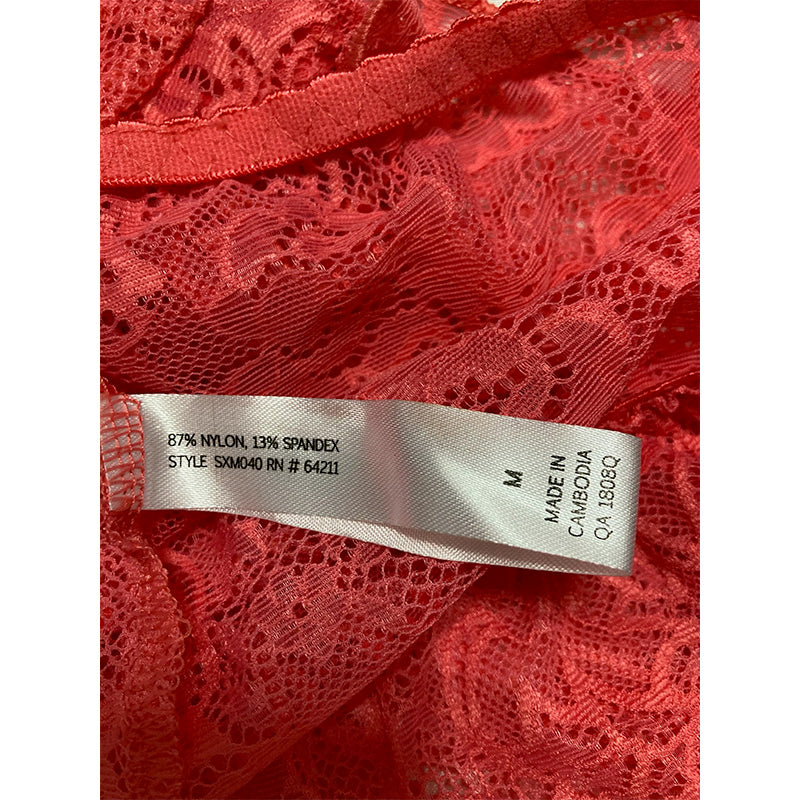 87% NYLON, 13% SPANDEX
STYLE SXM040 RN # 64211
M
MADE IN
CAMBODIA
QA 1808Q